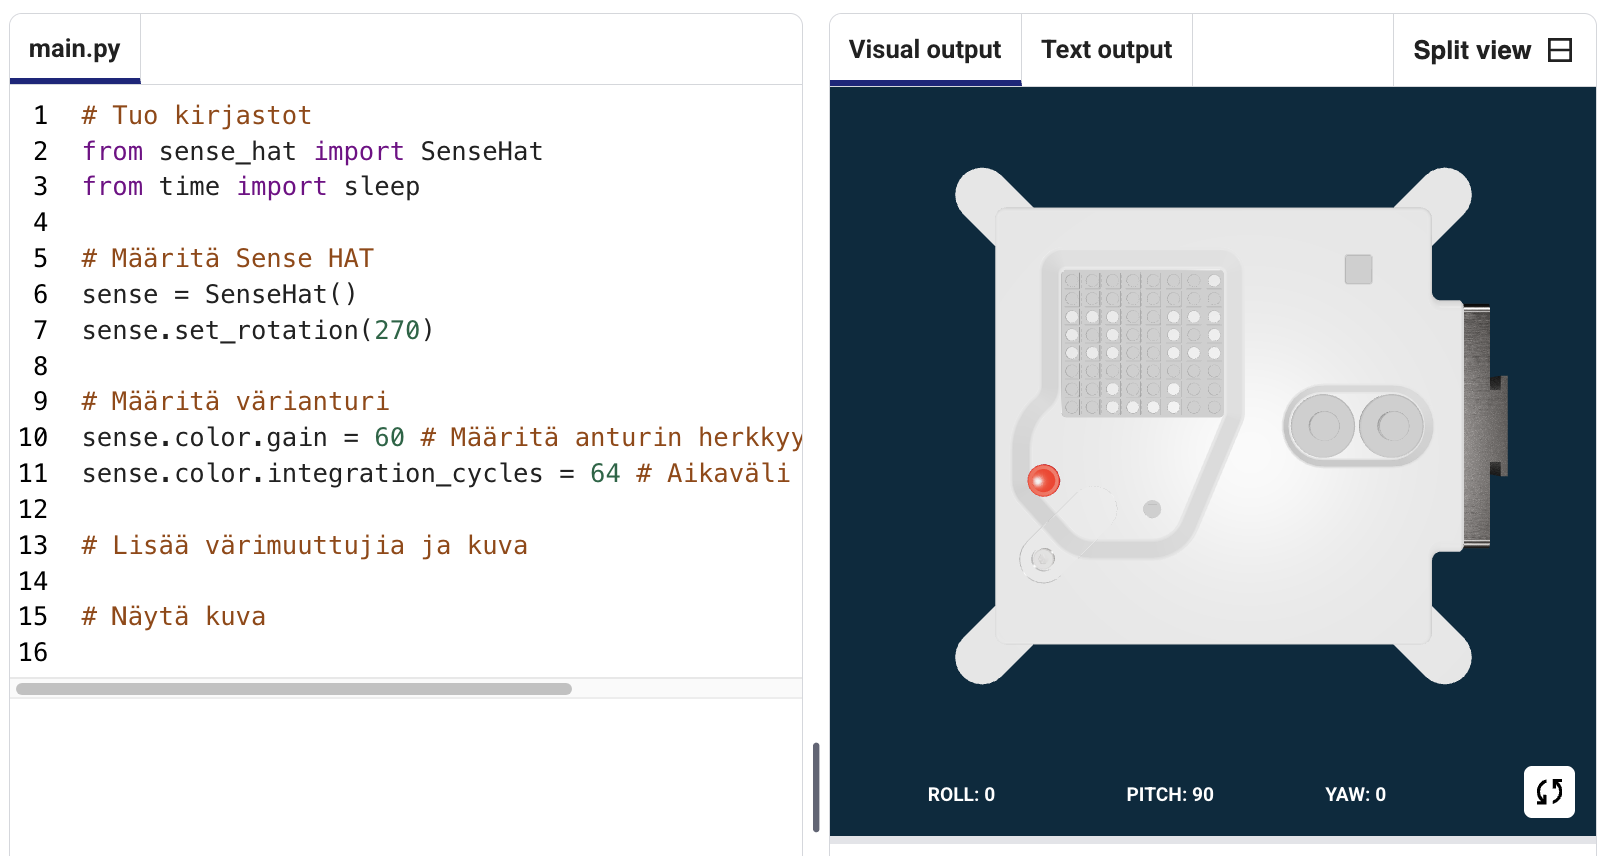 main.py
1 # Tuo kirjastot
2 from sense_hat import SenseHat
3 from time import sleep
4
5 # Määritä Sense HAT
6 sense = SenseHat()
7 sense.set_rotation(270)
8
9 # Määritä värianturi
10 sense.color.gain = 60 # Määritä anturin herkkyy
11 sense.color.integration_cycles = 64 # Aikaväli
12
13 # Lisää värimuuttujia ja kuva
14
15 # Näytä kuva
16
Visual output
Text output
Split view
ROLL: 0
PITCH: 90
YAW: 0